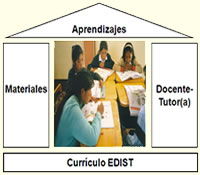 Aprendizajes
Materiales
Docente-
Tutor(a)
Currículo EDIST